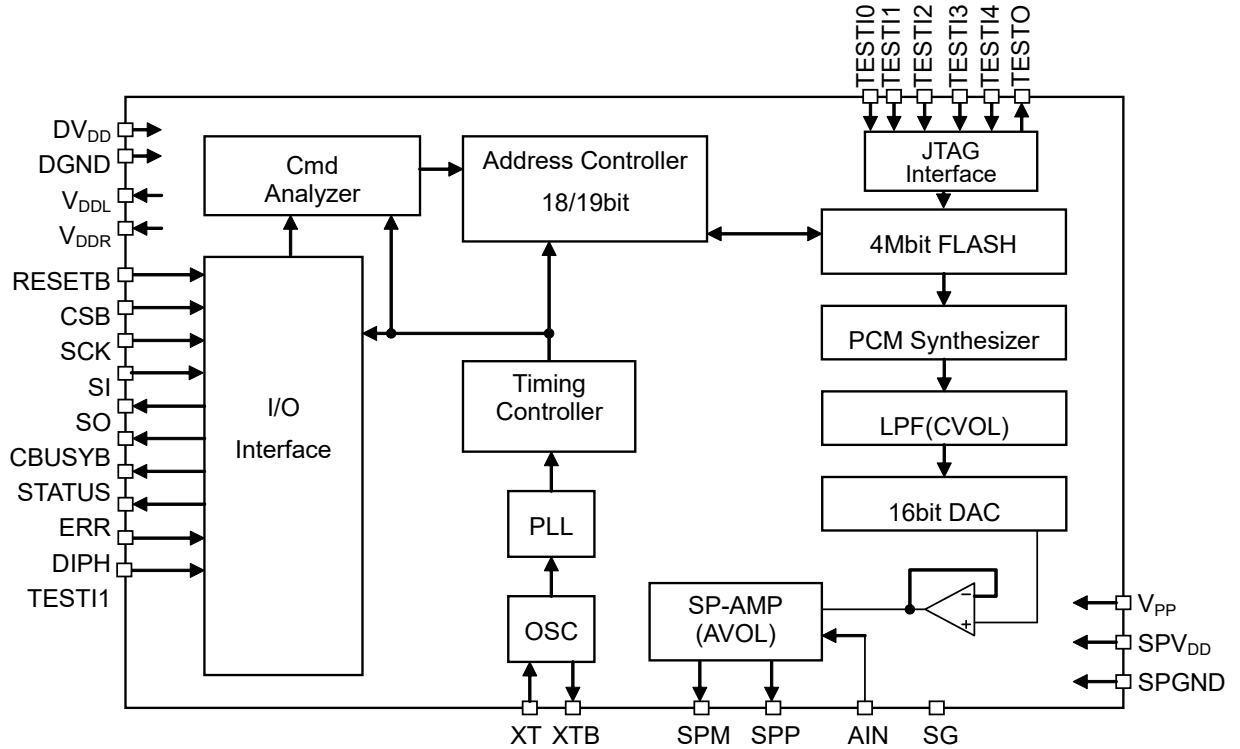 TESTI0
TESTI1
TESTI2
TESTI3
TESTI4
TESTO
DVDD
DGND
VDDL
VDDR
RESETB
CSB
SCK
SI
SO
CBUSYB
STATUS
ERR
DIPH
TESTI1
Cmd
Analyzer
Address Controller
18/19bit
JTAG
Interface
4Mbit FLASH
PCM Synthesizer
LPF(CVOL)
16bit DAC
I/O
Interface
Timing
Controller
PLL
OSC
SP-AMP
(AVOL)
−
+
VPP
SPVDD
SPGND
XT
XTB
SPM
SPP
AIN
SG